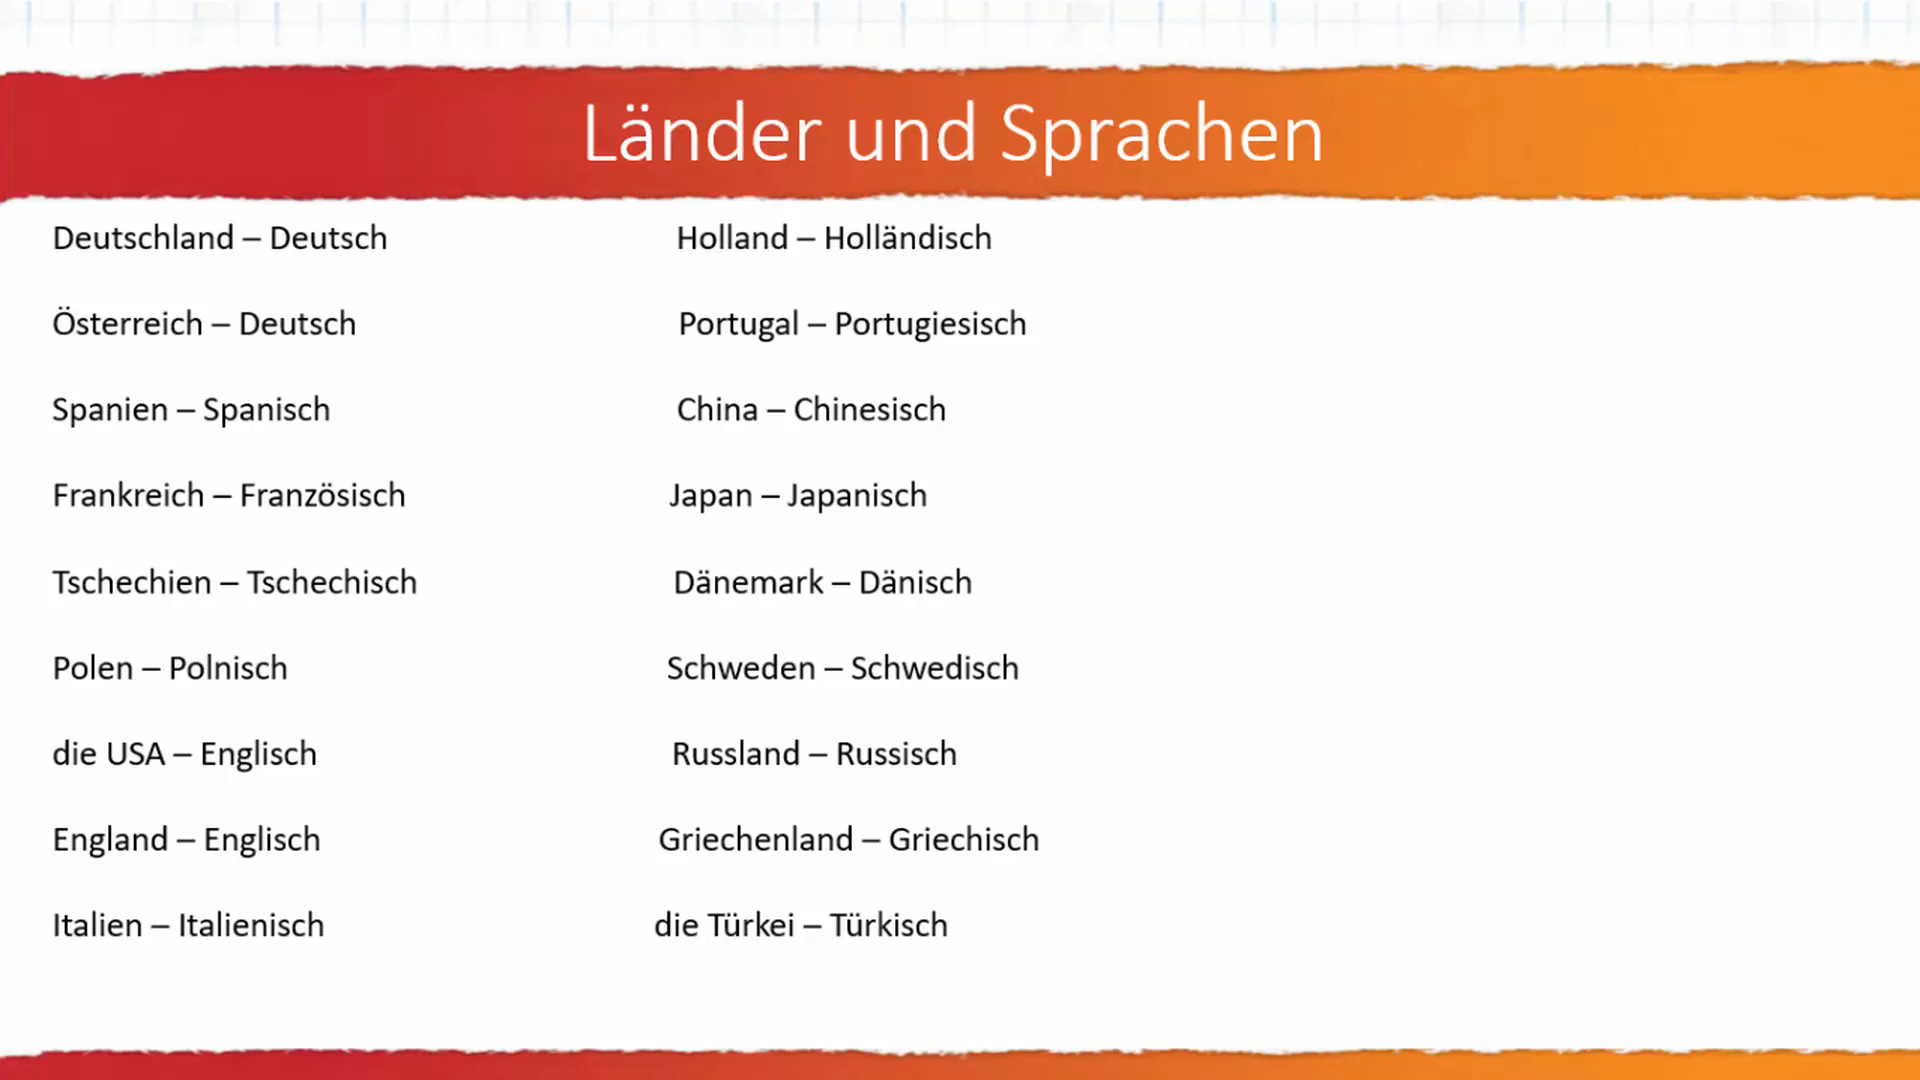 Länder und Sprachen
Deutschland – Deutsch
Österreich – Deutsch
Spanien – Spanisch
Frankreich – Französisch
Tschechien – Tschechisch
Polen – Polnisch
die USA – Englisch
England – Englisch
Italien – Italienisch
Holland – Holländisch
Portugal – Portugiesisch
China – Chinesisch
Japan – Japanisch
Dänemark – Dänisch
Schweden – Schwedisch
Russland – Russisch
Griechenland – Griechisch
die Türkei – Türkisch